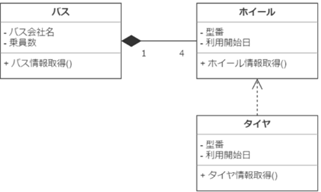 バス
- バス会社名
- 乗員数
+ バス情報取得()
1
4
ホイール
- 型番
- 利用開始日
+ ホイール情報取得()
タイヤ
- 型番
- 利用開始日
+ タイヤ情報取得()